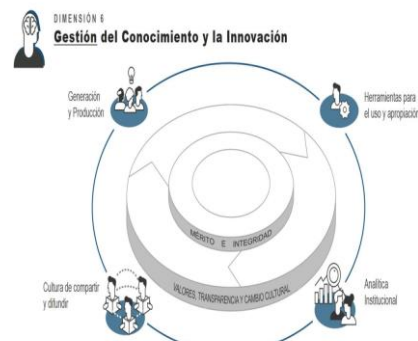 DIMENSIÓN 6
Gestión del Conocimiento y la Innovación
Generación
y Producción
Herramientas para
el uso y apropiación
MÉRITO E INTEGRIDAD
VALORES, TRANSPARENCIA Y CAMBIO CULTURAL
Cultura de compartir
y difundir
Analítica
Institucional